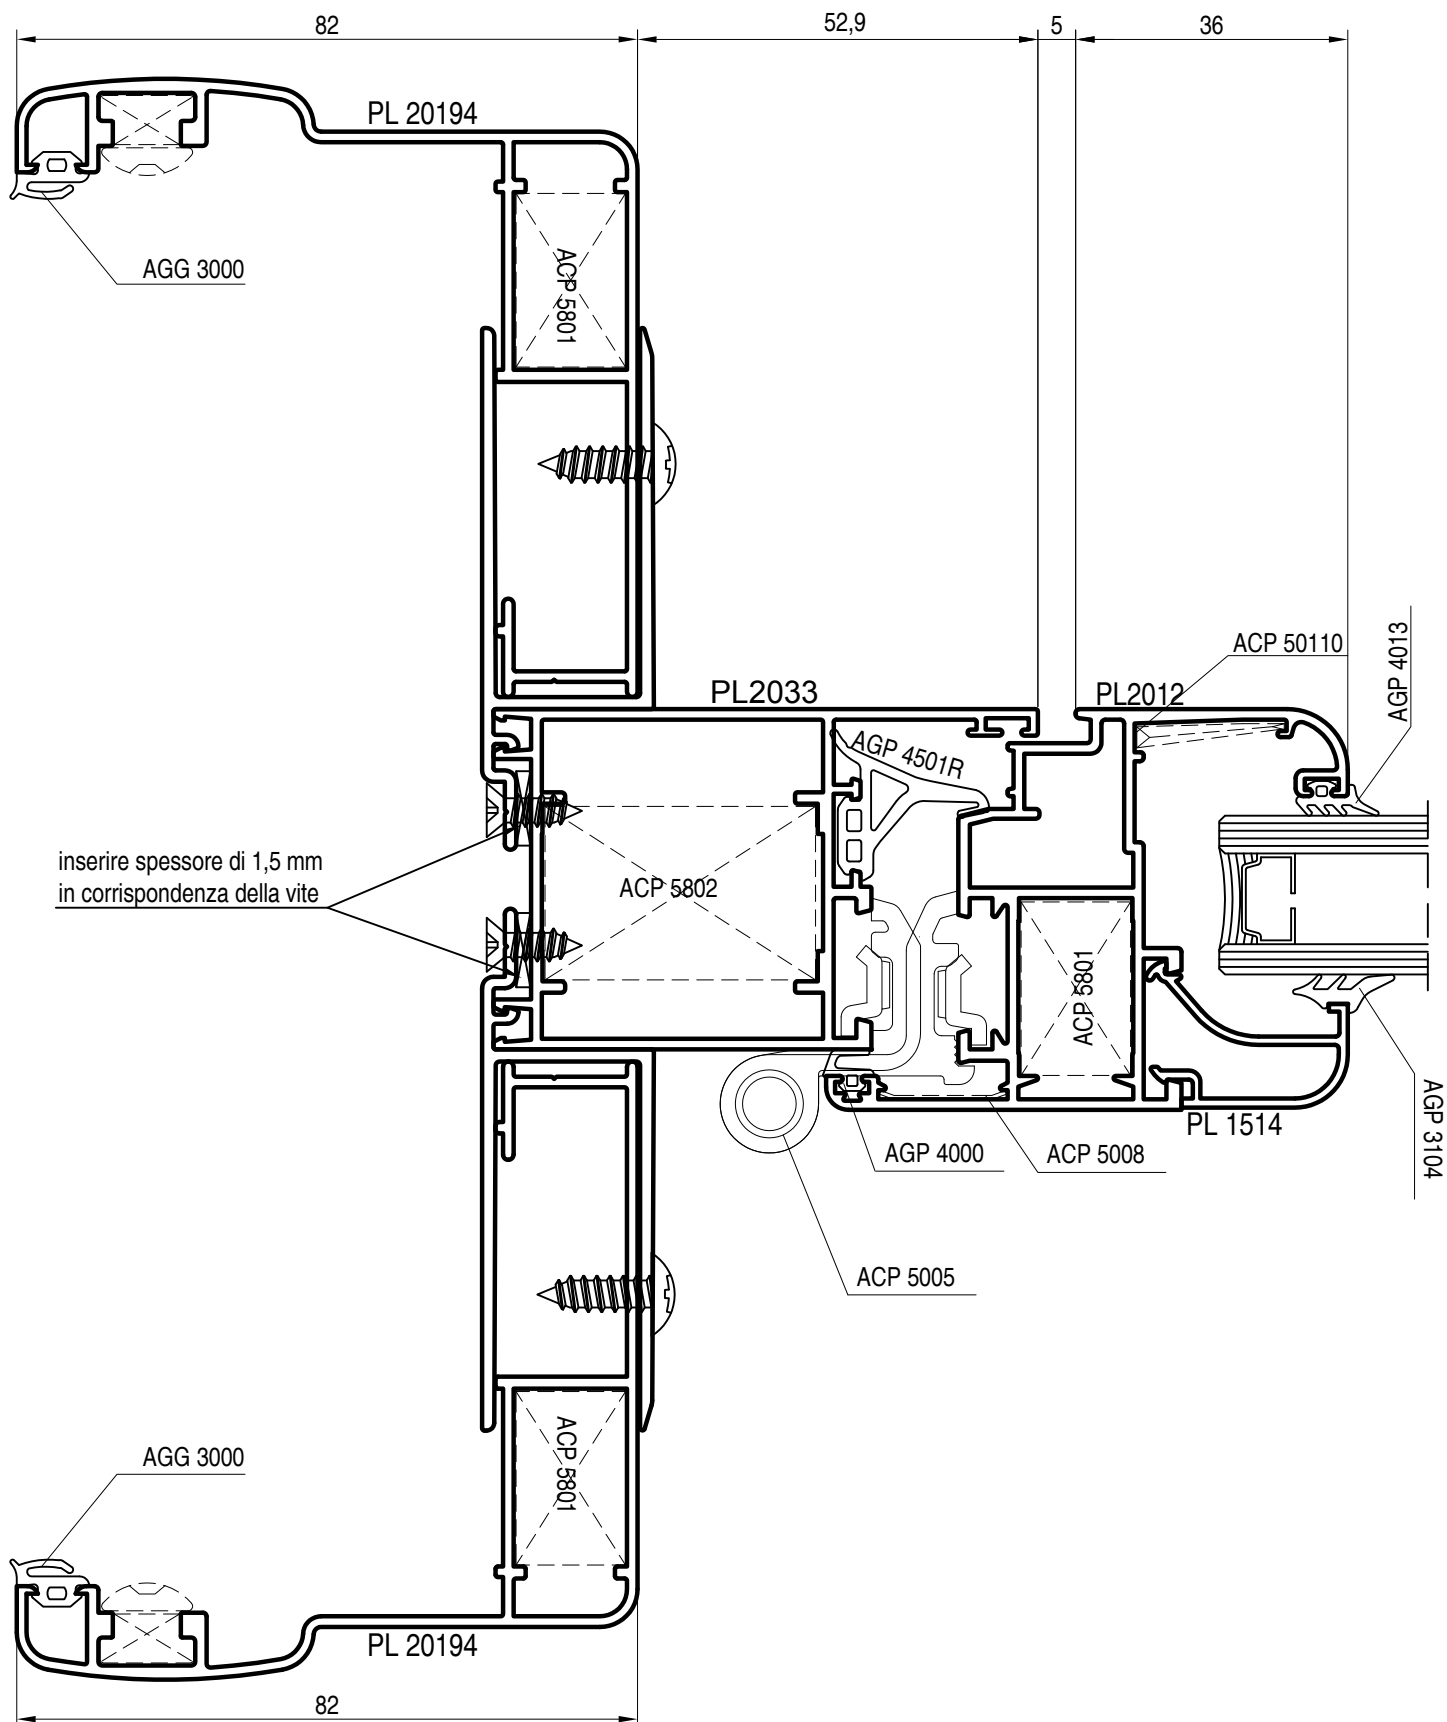 82
52,9
5
36
PL 20194
AGG 3000
ACP 5801
ACP 50110
AGP 4013
PL2033
PL2012
AGP 4501R
inserire spessore di 1,5 mm
in corrispondenza della vite
ACP 5802
ACP 5801
AGP 3104
PL 1514
AGP 4000
ACP 5008
ACP 5005
AGG 3000
ACP 5801
PL 20194
82